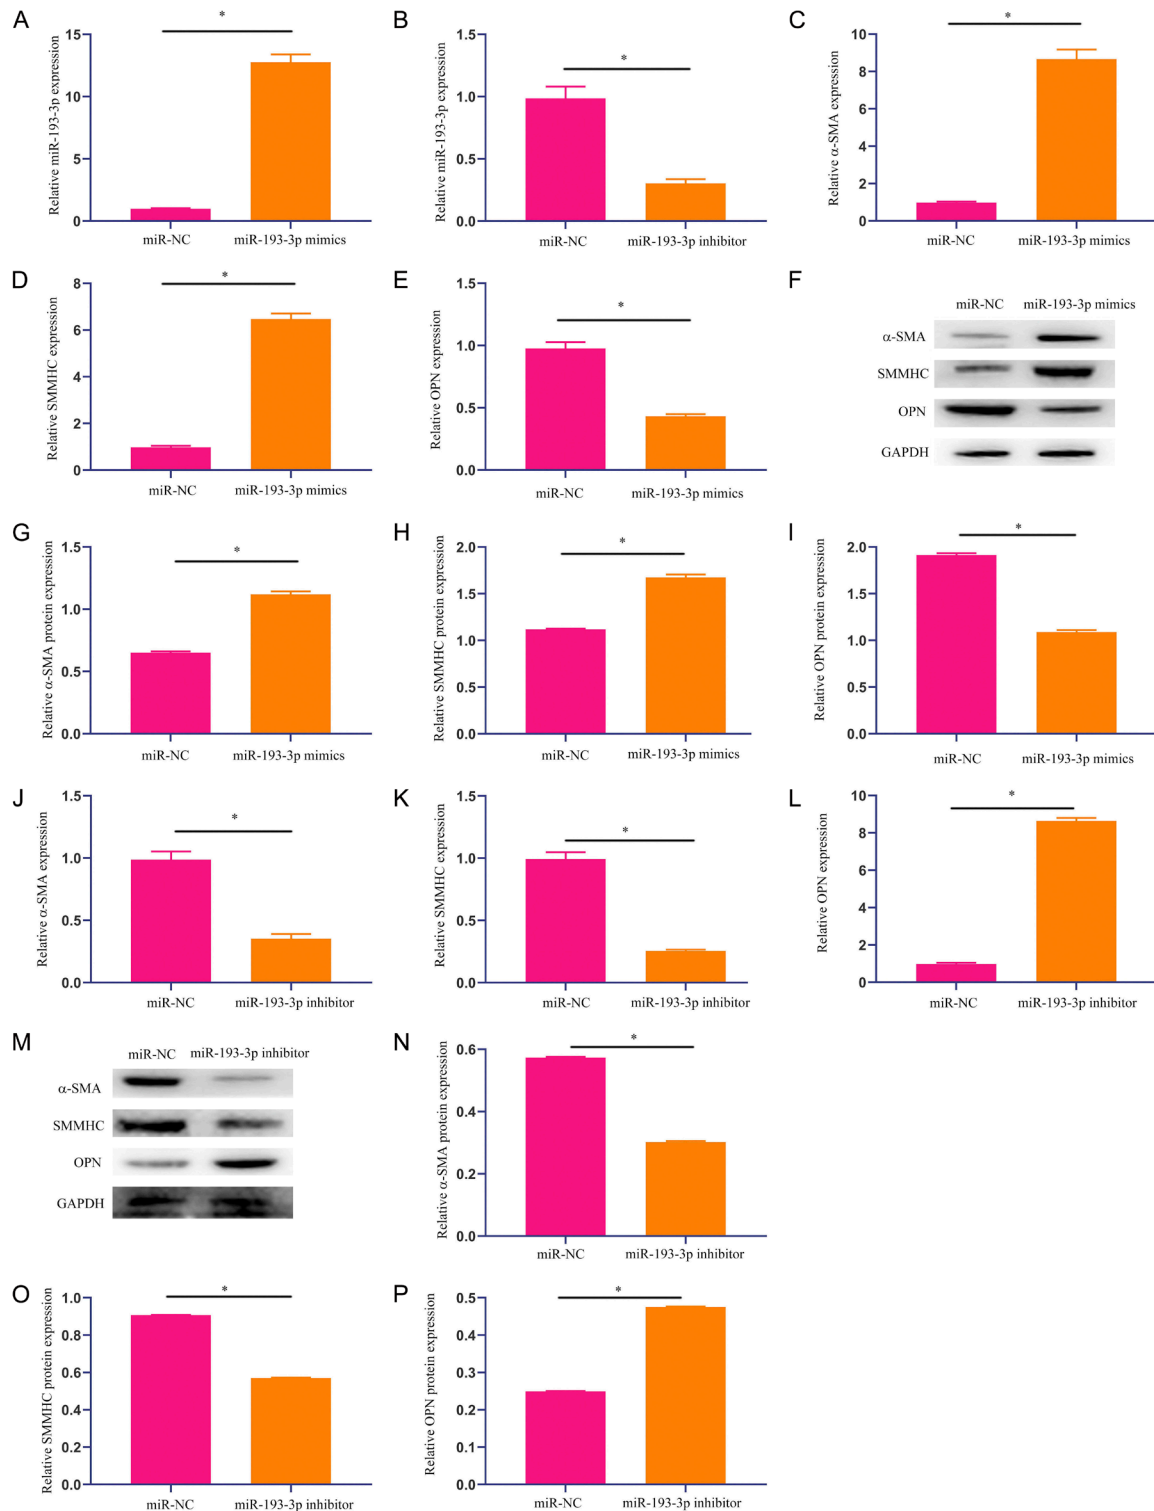 A
Relative miR-193-3p expression
15
10
5
0
*
miR-NC
miR-193-3p mimics
B
Relative miR-193-3p expression
1.5
1.0
0.5
0.0
*
miR-NC
miR-193-3p inhibitor
C
Relative α-SMA expression
10
8
6
4
2
0
*
miR-NC
miR-193-3p mimics
D
Relative SMMHC expression
8
6
4
2
0
*
miR-NC
miR-193-3p mimics
E
Relative OPN expression
1.5
1.0
0.5
0.0
*
miR-NC
miR-193-3p mimics
F
miR-NC miR-193-3p mimics
α-SMA
SMMHC
OPN
GAPDH
G
Relative α-SMA protein expression
1.5
1.0
0.5
0.0
*
miR-NC
miR-193-3p mimics
H
Relative SMMHC protein expression
2.0
1.5
1.0
0.5
0.0
*
miR-NC
miR-193-3p mimics
I
Relative OPN protein expression
2.0
1.5
1.0
0.5
0.0
*
miR-NC
miR-193-3p mimics
J
Relative α-SMA expression
1.5
1.0
0.5
0.0
*
miR-NC
miR-193-3p inhibitor
K
Relative SMMHC expression
1.5
1.0
0.5
0.0
*
miR-NC
miR-193-3p inhibitor
L
Relative OPN expression
10
8
6
4
2
0
*
miR-NC
miR-193-3p inhibitor
M
miR-NC miR-193-3p inhibitor
α-SMA
SMMHC
OPN
GAPDH
N
Relative α-SMA protein expression
0.6
0.4
0.2
0.0
*
miR-NC
miR-193-3p inhibitor
O
Relative SMMHC protein expression
1.0
0.8
0.6
0.4
0.2
0.0
*
miR-NC
miR-193-3p inhibitor
P
Relative OPN protein expression
0.5
0.4
0.3
0.2
0.1
0.0
*
miR-NC
miR-193-3p inhibitor